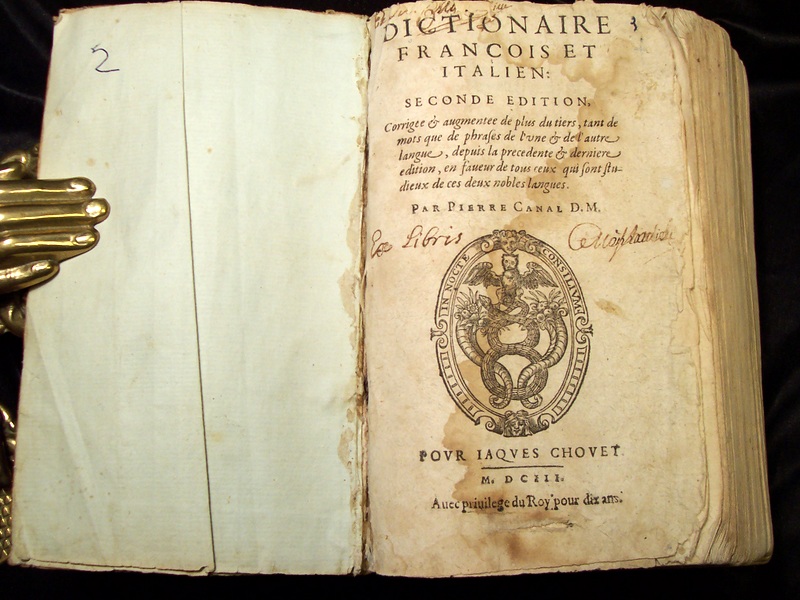 2
3
DICTIONAIRE
FRANCOIS ET
ITALIEN:
SECONDE EDITION,
Corrigee & augmentee de plus du tiers, tant de
mots que de phrases de l'vne & de l'autre
langue, depuis la precedente & derniere
edition, en faueur de tous ceux qui sont stu-
dieux de ces deux nobles langues.
PAR PIERRE CANAL D.M.
Ex Libris
IN NOCTE CONSILIVM
POVR IAQVES CHOVET
M. DCIII.
Auec priuilege du Roy pour dix ans.